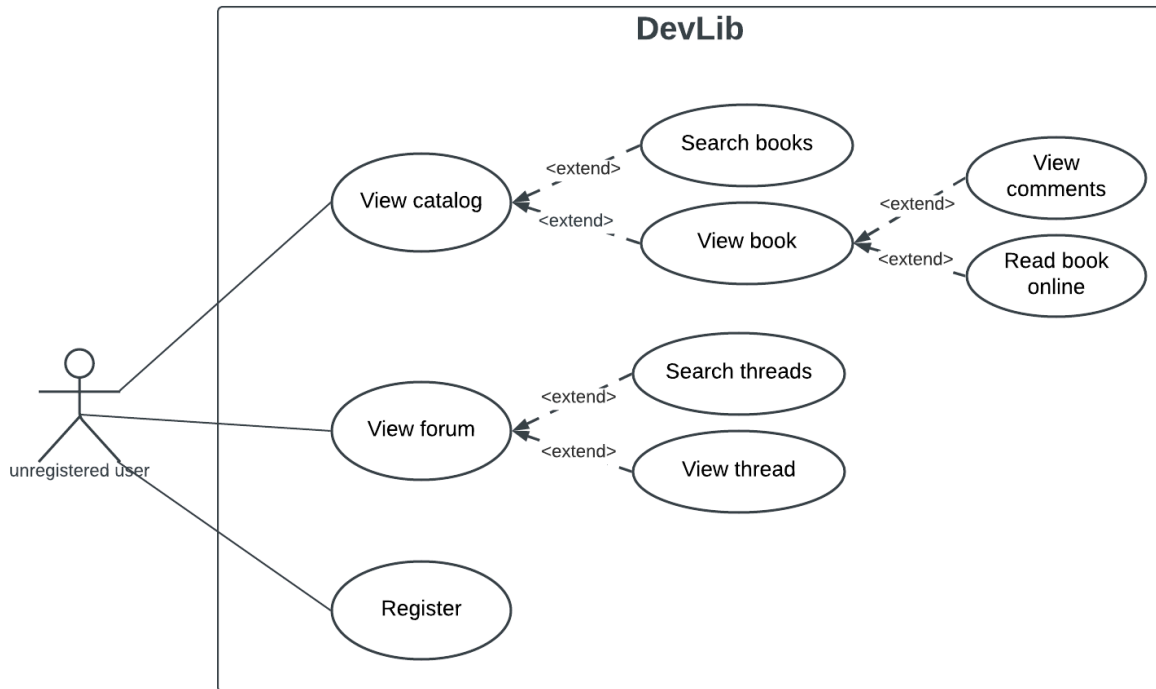 DevLib
Search books
View
comments
<extend>
View catalog
<extend>
<extend>
View book
<extend>
Read book
online
Search threads
<extend>
View forum
<extend>
View thread
unregistered user
Register